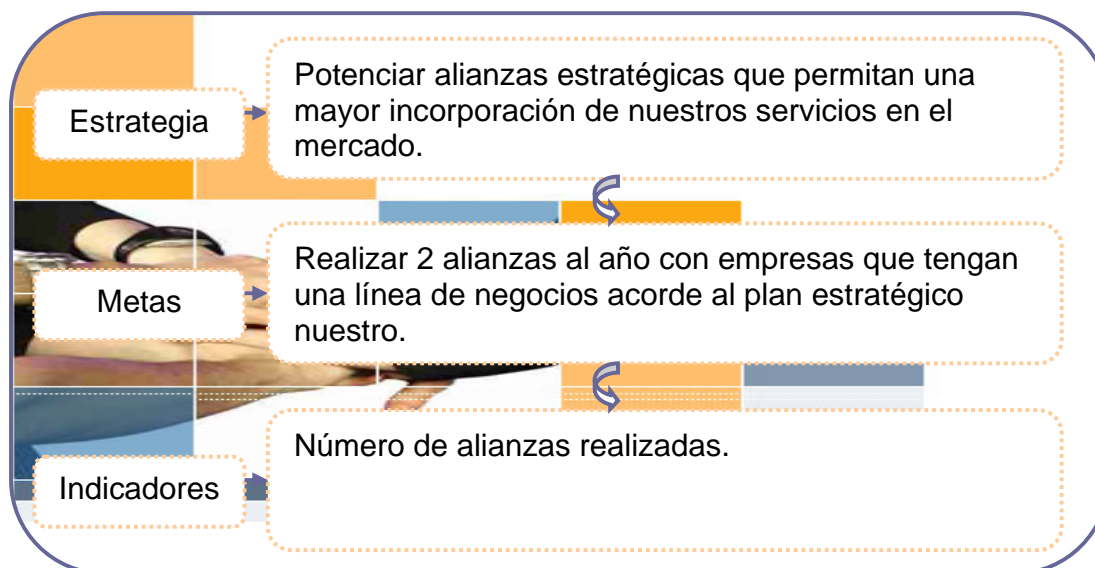 Estrategia
Potenciar alianzas estratégicas que permitan una
mayor incorporación de nuestros servicios en el
mercado.
Metas
Realizar 2 alianzas al año con empresas que tengan
una línea de negocios acorde al plan estratégico
nuestro.
Indicadores
Número de alianzas realizadas.